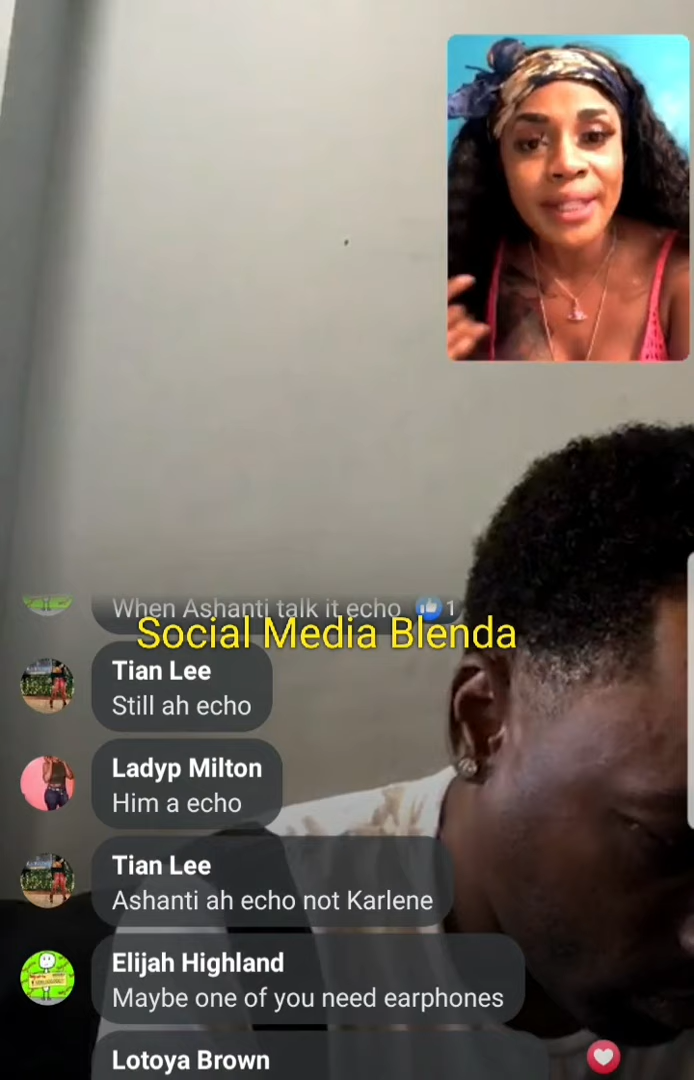 When Ashanti talk it echo 1
Social Media Blenda
Tian Lee
Still ah echo
Ladyp Milton
Him a echo
Tian Lee
Ashanti ah echo not Karlene
Elijah Highland
Maybe one of you need earphones
Lotoya Brown